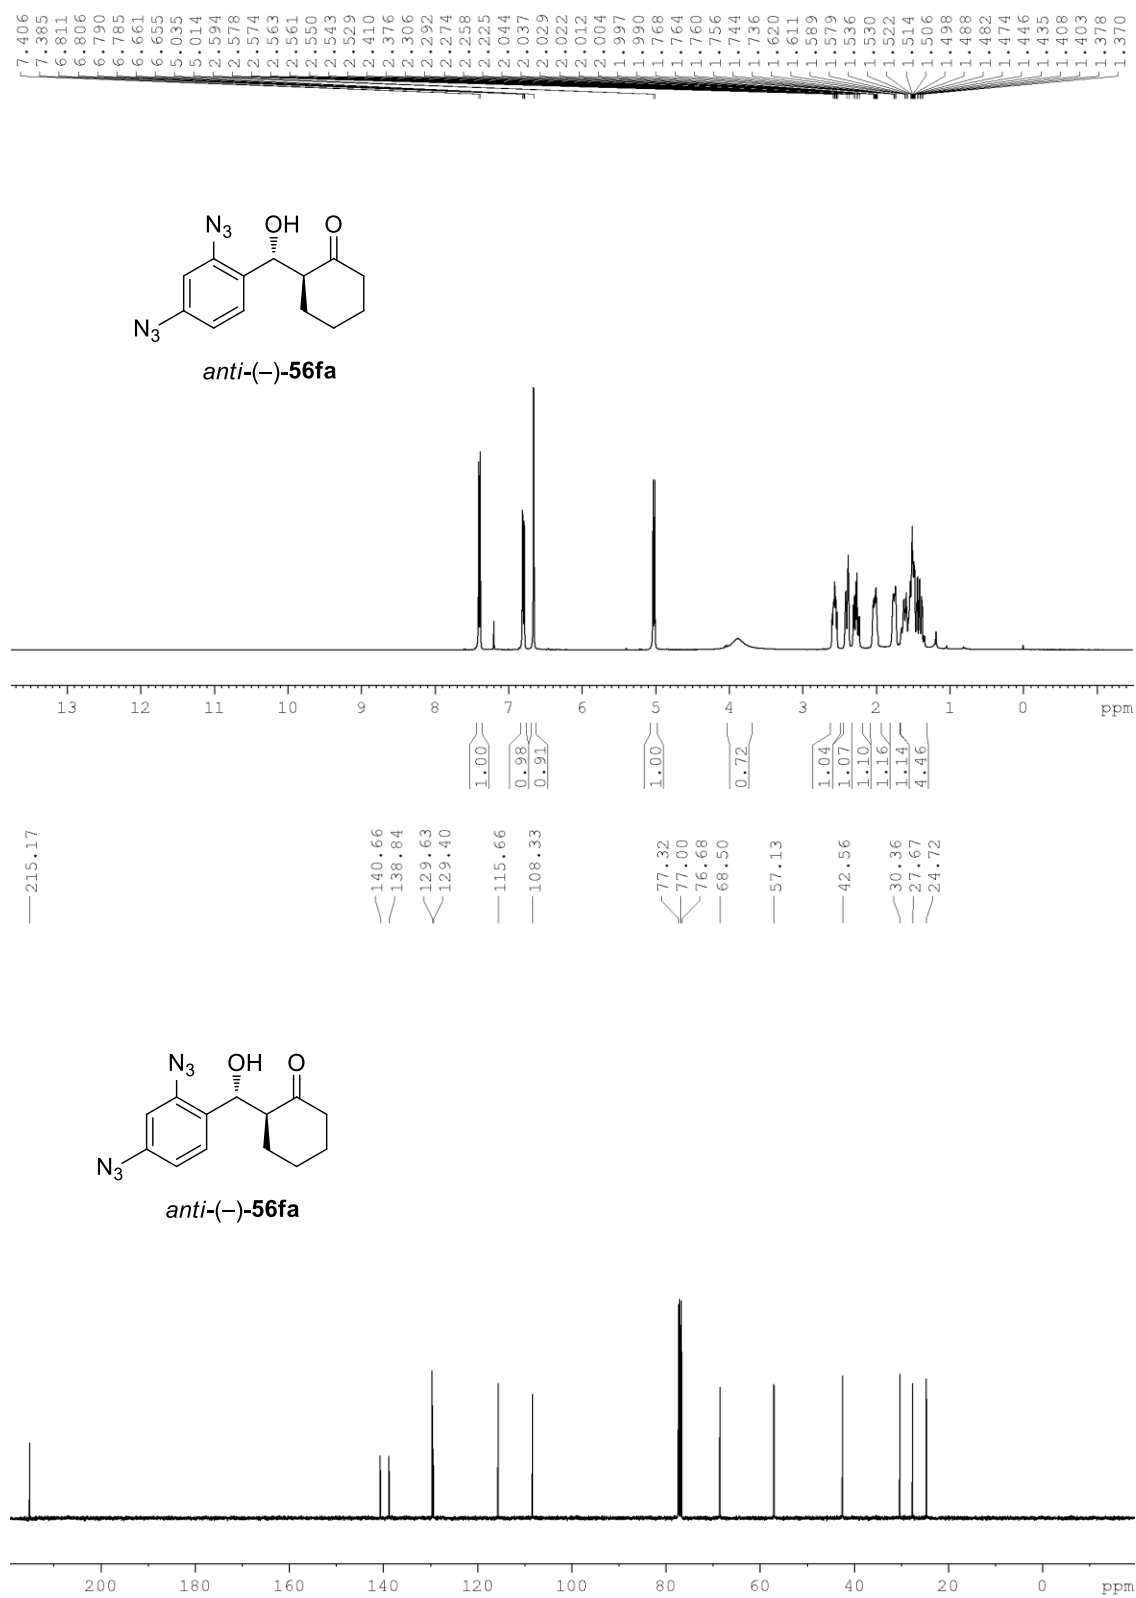 7.406 7.385 6.811 6.806 6.790 6.785 6.661 6.655 5.035 5.014 2.594 2.578 2.574 2.563 2.561 2.550 2.543 2.529 2.410 2.376 2.306 2.292 2.274 2.258 2.225 2.044 2.037 2.029 2.022 2.012 2.004 1.997 1.990 1.768 1.764 1.760 1.756 1.744 1.736 1.620 1.611 1.589 1.579 1.536 1.530 1.522 1.514 1.506 1.498 1.488 1.482 1.474 1.446 1.435 1.408 1.403 1.378 1.370
N3 OH O
N3
anti-(–)-56fa
13 12 11 10 9 8 7 6 5 4 3 2 1 0 ppm
1.00 0.98 0.91 1.00 0.72 1.04 1.07 1.10 1.16 1.14 4.46
215.17 140.66 138.84 129.63 129.40 115.66 108.33 77.32 77.00 76.68 68.50 57.13 42.56 30.36 27.67 24.72
N3 OH O
N3
anti-(–)-56fa
200 180 160 140 120 100 80 60 40 20 0 ppm